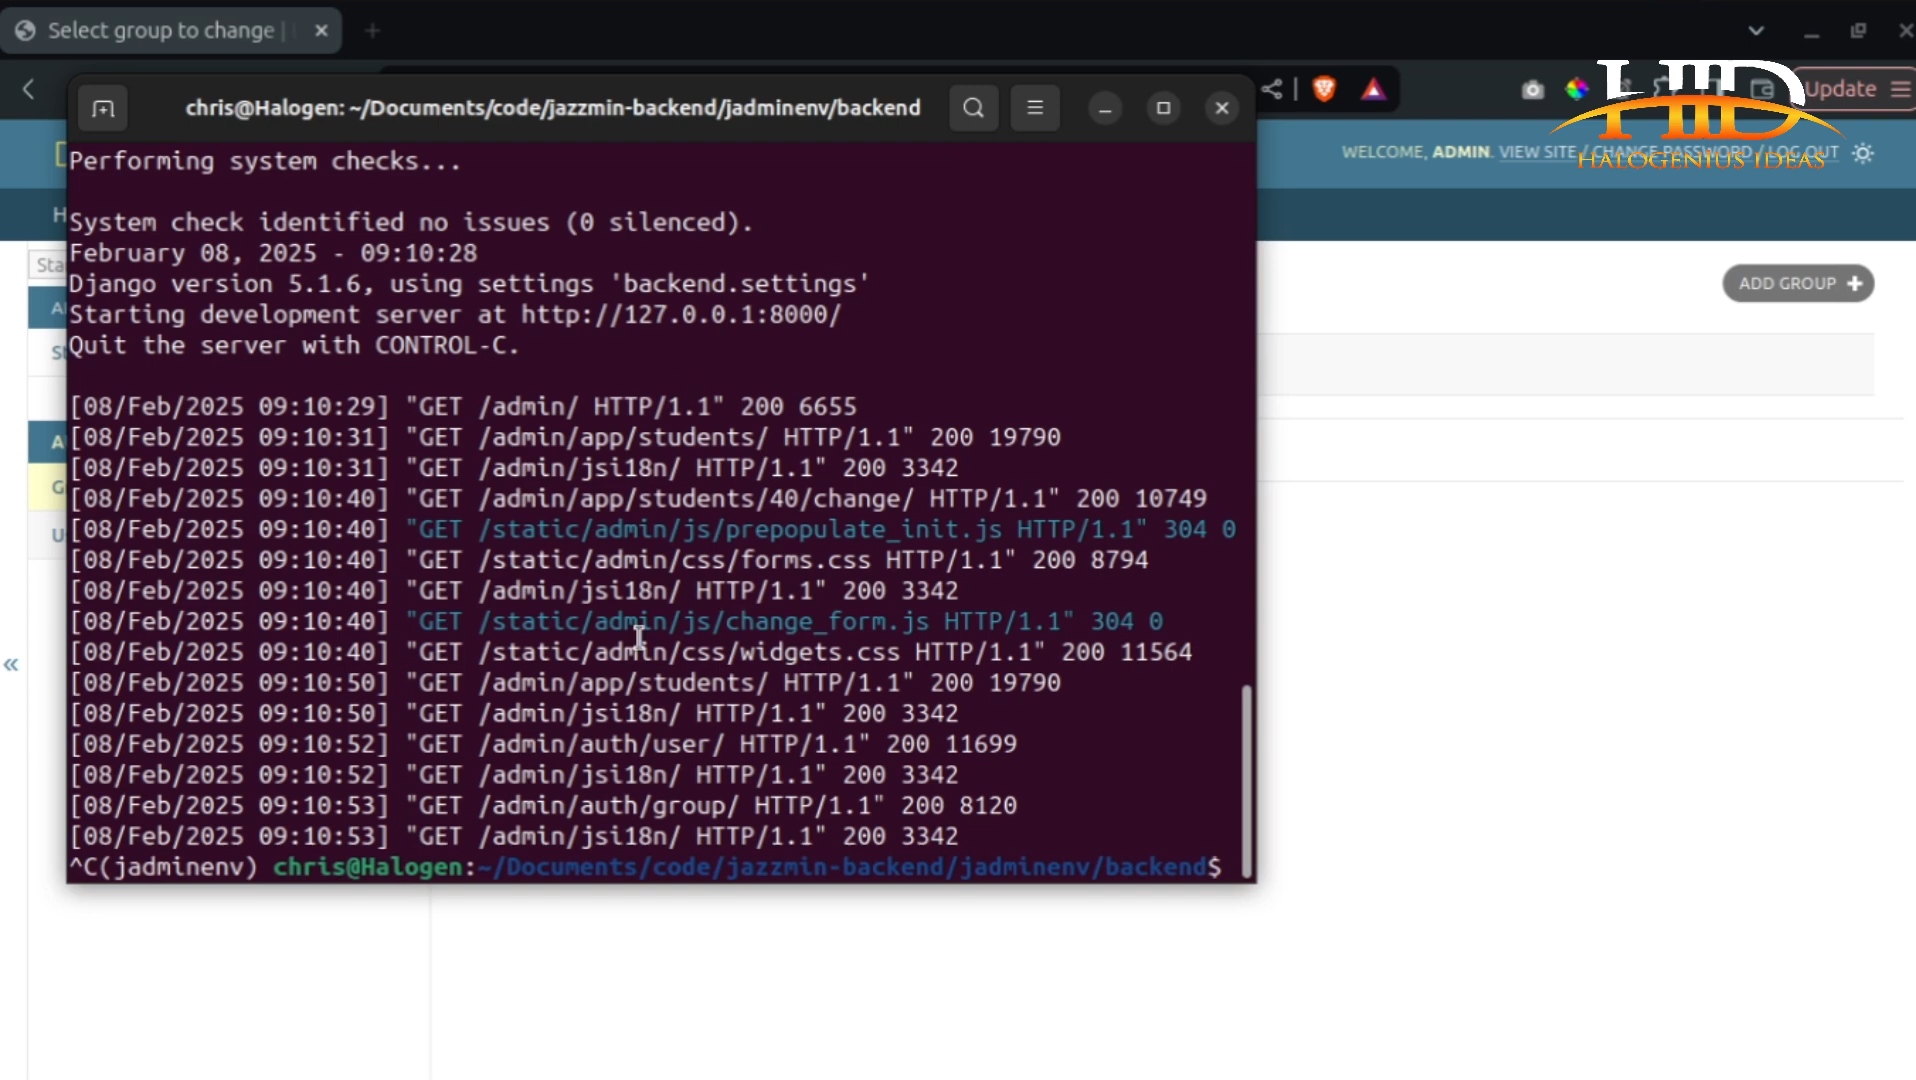 Select group to change |
Update
HID
HALOGENIUS IDEAS
WELCOME, ADMIN. VIEW SITE / CHANGE PASSWORD / LOG OUT
ADD GROUP +
chris@Halogen: ~/Documents/code/jazzmin-backend/jadminenv/backend
Performing system checks...
System check identified no issues (0 silenced).
February 08, 2025 - 09:10:28
Django version 5.1.6, using settings 'backend.settings'
Starting development server at http://127.0.0.1:8000/
Quit the server with CONTROL-C.
[08/Feb/2025 09:10:29] "GET /admin/ HTTP/1.1" 200 6655
[08/Feb/2025 09:10:31] "GET /admin/app/students/ HTTP/1.1" 200 19790
[08/Feb/2025 09:10:31] "GET /admin/jsi18n/ HTTP/1.1" 200 3342
[08/Feb/2025 09:10:40] "GET /admin/app/students/40/change/ HTTP/1.1" 200 10749
[08/Feb/2025 09:10:40] "GET /static/admin/js/prepopulate_init.js HTTP/1.1" 304 0
[08/Feb/2025 09:10:40] "GET /static/admin/css/forms.css HTTP/1.1" 200 8794
[08/Feb/2025 09:10:40] "GET /admin/jsi18n/ HTTP/1.1" 200 3342
[08/Feb/2025 09:10:40] "GET /static/admin/js/change_form.js HTTP/1.1" 304 0
[08/Feb/2025 09:10:40] "GET /static/admin/css/widgets.css HTTP/1.1" 200 11564
[08/Feb/2025 09:10:50] "GET /admin/app/students/ HTTP/1.1" 200 19790
[08/Feb/2025 09:10:50] "GET /admin/jsi18n/ HTTP/1.1" 200 3342
[08/Feb/2025 09:10:52] "GET /admin/auth/user/ HTTP/1.1" 200 11699
[08/Feb/2025 09:10:52] "GET /admin/jsi18n/ HTTP/1.1" 200 3342
[08/Feb/2025 09:10:53] "GET /admin/auth/group/ HTTP/1.1" 200 8120
[08/Feb/2025 09:10:53] "GET /admin/jsi18n/ HTTP/1.1" 200 3342
^C(jadminenv) chris@Halogen:~/Documents/code/jazzmin-backend/jadminenv/backend$